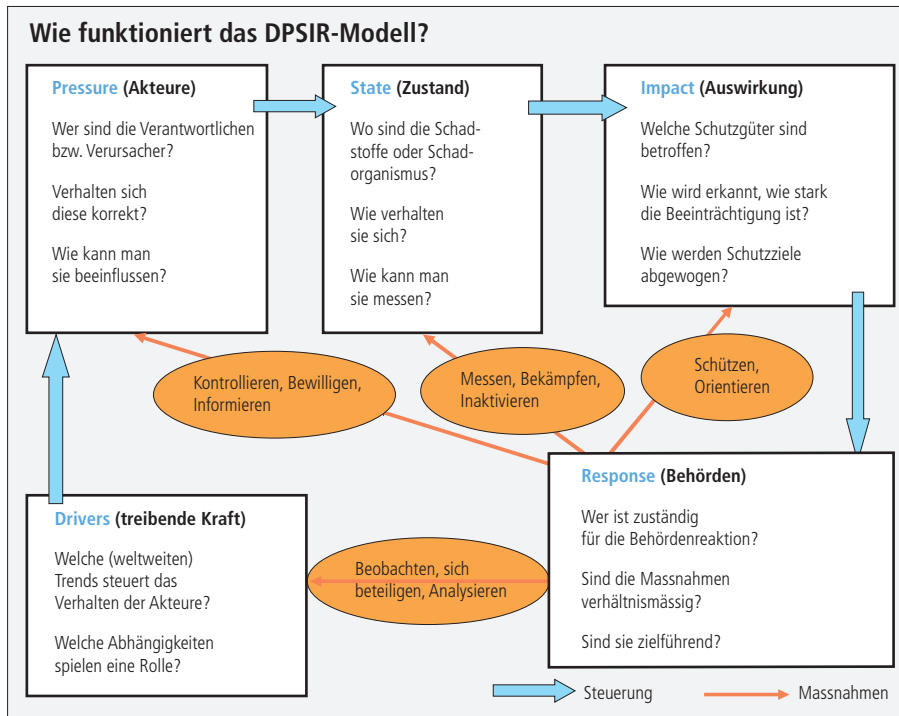 Wie funktioniert das DPSIR-Modell?
Pressure (Akteure)
Wer sind die Verantwortlichen
bzw. Verursacher?
Verhalten sich
diese korrekt?
Wie kann man
sie beeinflussen?
State (Zustand)
Wo sind die Schad-
stoffe oder Schad-
organismus?
Wie verhalten
sie sich?
Wie kann man
sie messen?
Impact (Auswirkung)
Welche Schutzgüter sind
betroffen?
Wie wird erkannt, wie stark
die Beeinträchtigung ist?
Wie werden Schutzziele
abgewogen?
Kontrollieren, Bewilligen,
Informieren
Messen, Bekämpfen,
Inaktivieren
Schützen,
Orientieren
Drivers (treibende Kraft)
Welche (weltweiten)
Trends steuert das
Verhalten der Akteure?
Welche Abhängigkeiten
spielen eine Rolle?
Beobachten, sich
beteiligen, Analysieren
Response (Behörden)
Wer ist zuständig
für die Behördenreaktion?
Sind die Massnahmen
verhältnismässig?
Sind sie zielführend?
Steuerung
Massnahmen